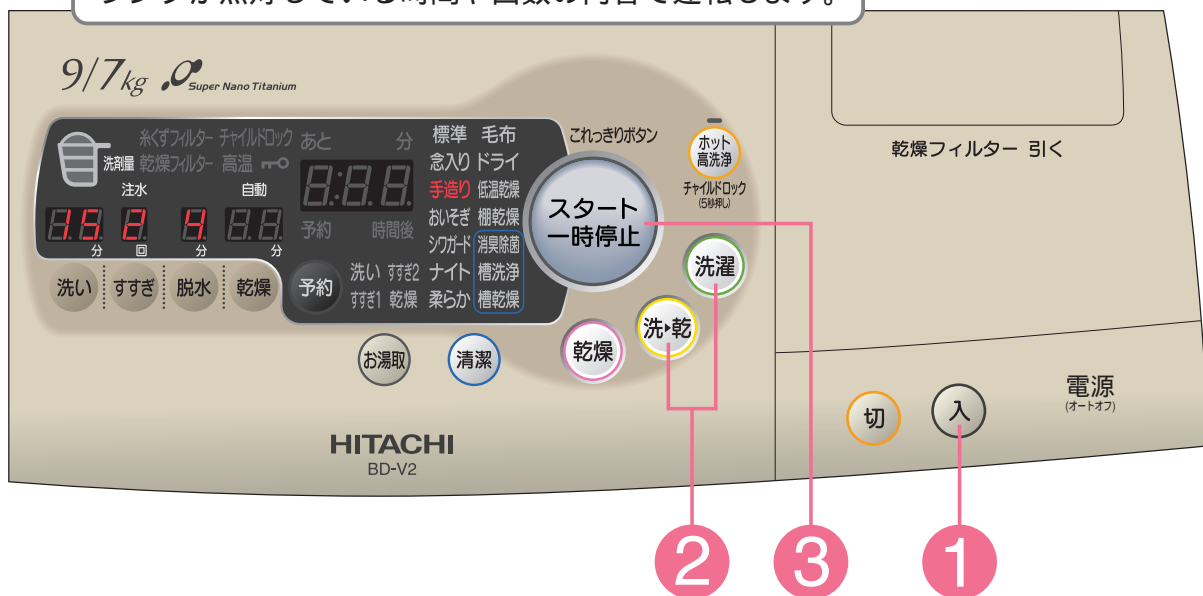 ランプが点灯している時間や回数の内容で運転します。
9/7kg Super Nano Titanium
糸くずフィルター チャイルドロック あと 分
洗剤量 乾燥フィルター 高温
注水 自動
15 2 4 8.8. 8:8.8.
分 回 分 分
予約 時間後
洗い すすぎ2
すすぎ1 乾燥
標準 毛布
念入り ドライ
手造り 低温乾燥
おいそぎ 棚乾燥
シワガード 消臭除菌
ナイト 槽洗浄
柔らか 槽乾燥
洗い すすぎ 脱水 乾燥 予約
お湯取 清潔
これっきりボタン
スタート
一時停止
ホット
高洗浄
チャイルドロック
(5秒押し)
洗濯
洗▸乾
乾燥
乾燥フィルター 引く
切 入
電源
(オートオフ)
HITACHI
BD-V2
2 3 1